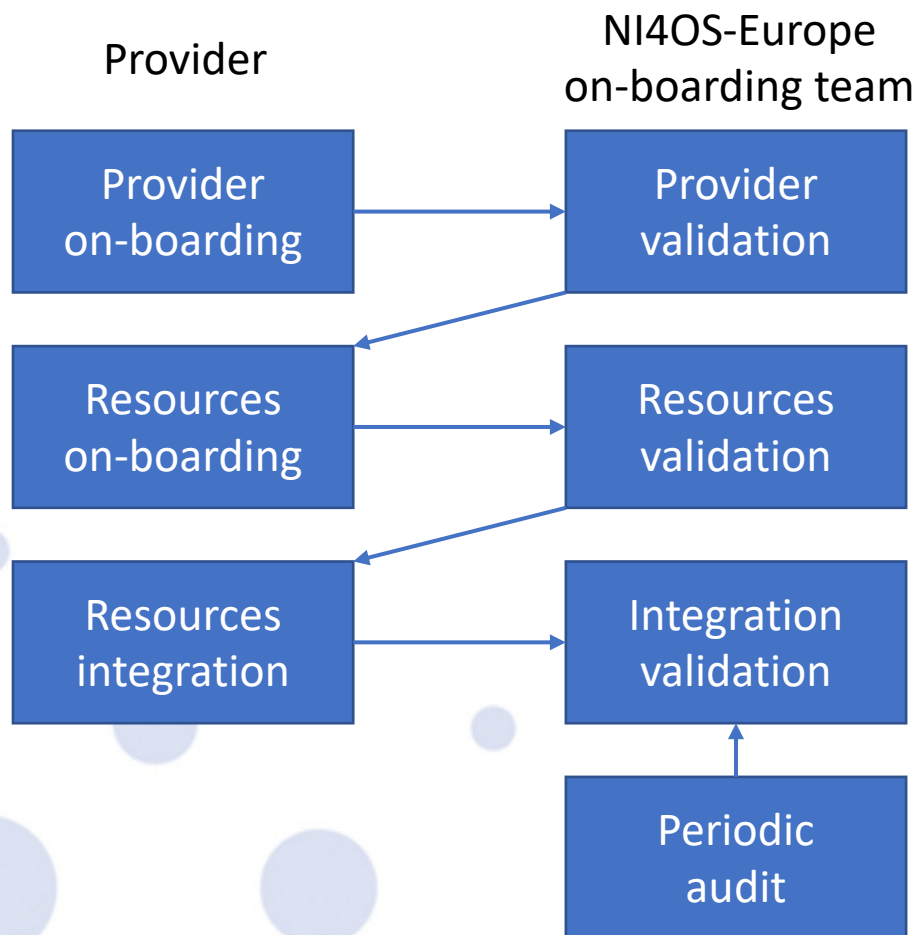 Provider
NI4OS-Europe
on-boarding team
Provider
on-boarding
Provider
validation
Resources
on-boarding
Resources
validation
Resources
integration
Integration
validation
Periodic
audit